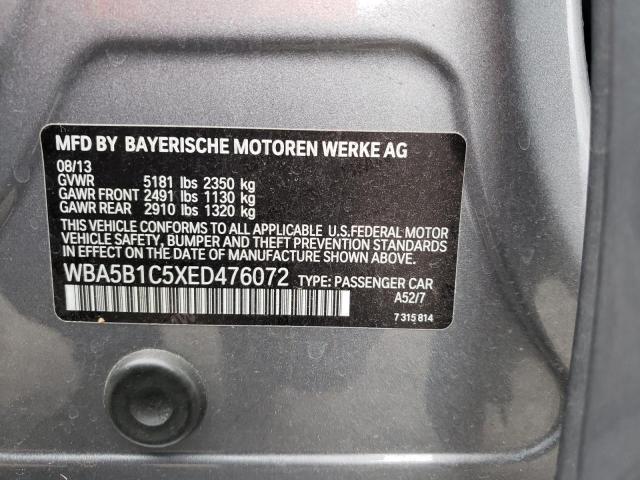 MFD BY BAYERISCHE MOTOREN WERKE AG
08/13
GVWR 5181 lbs 2350 kg
GAWR FRONT 2491 lbs 1130 kg
GAWR REAR 2910 lbs 1320 kg
THIS VEHICLE CONFORMS TO ALL APPLICABLE U.S.FEDERAL MOTOR
VEHICLE SAFETY, BUMPER AND THEFT PREVENTION STANDARDS
IN EFFECT ON THE DATE OF MANUFACTURE SHOWN ABOVE.
WBA5B1C5XED476072 TYPE: PASSENGER CAR
A52/7
7 315 814